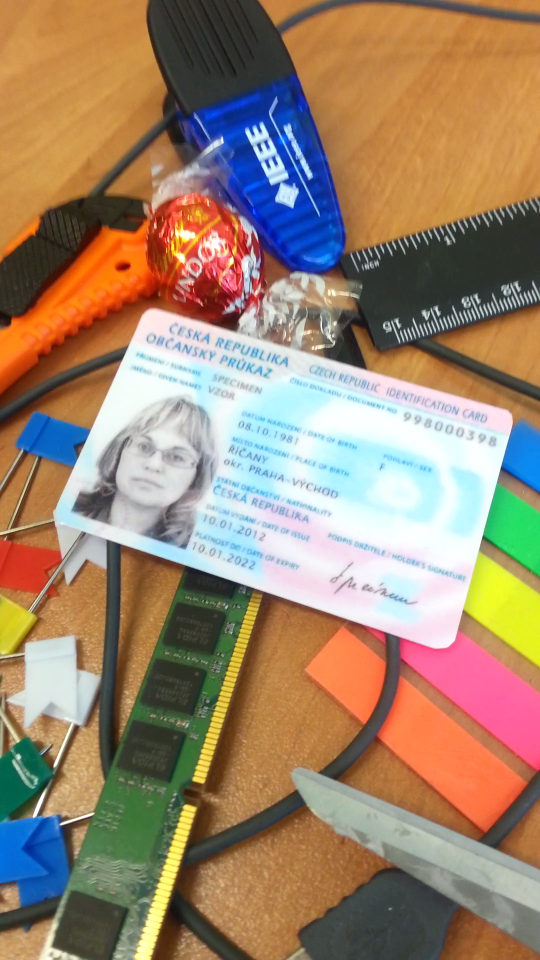 IEEE
LINDOR
INCH
1
15 14 13 12
ČESKÁ REPUBLIKA
OBČANSKÝ PRŮKAZ
CZECH REPUBLIC IDENTIFICATION CARD
PŘÍJMENÍ / SURNAME SPECIMEN
JMÉNO / GIVEN NAMES VZOR
ČÍSLO DOKLADU / DOCUMENT NO. 998000398
DATUM NAROZENÍ / DATE OF BIRTH
08.10.1981
POHLAVÍ / SEX
F
MÍSTO NAROZENÍ / PLACE OF BIRTH
ŘÍČANY
okr. PRAHA-VÝCHOD
STÁTNÍ OBČANSTVÍ / NATIONALITY
ČESKÁ REPUBLIKA
DATUM VYDÁNÍ / DATE OF ISSUE
10.01.2012
PODPIS DRŽITELE / HOLDER'S SIGNATURE
PLATNOST DO / DATE OF EXPIRY
10.01.2022
Specimen